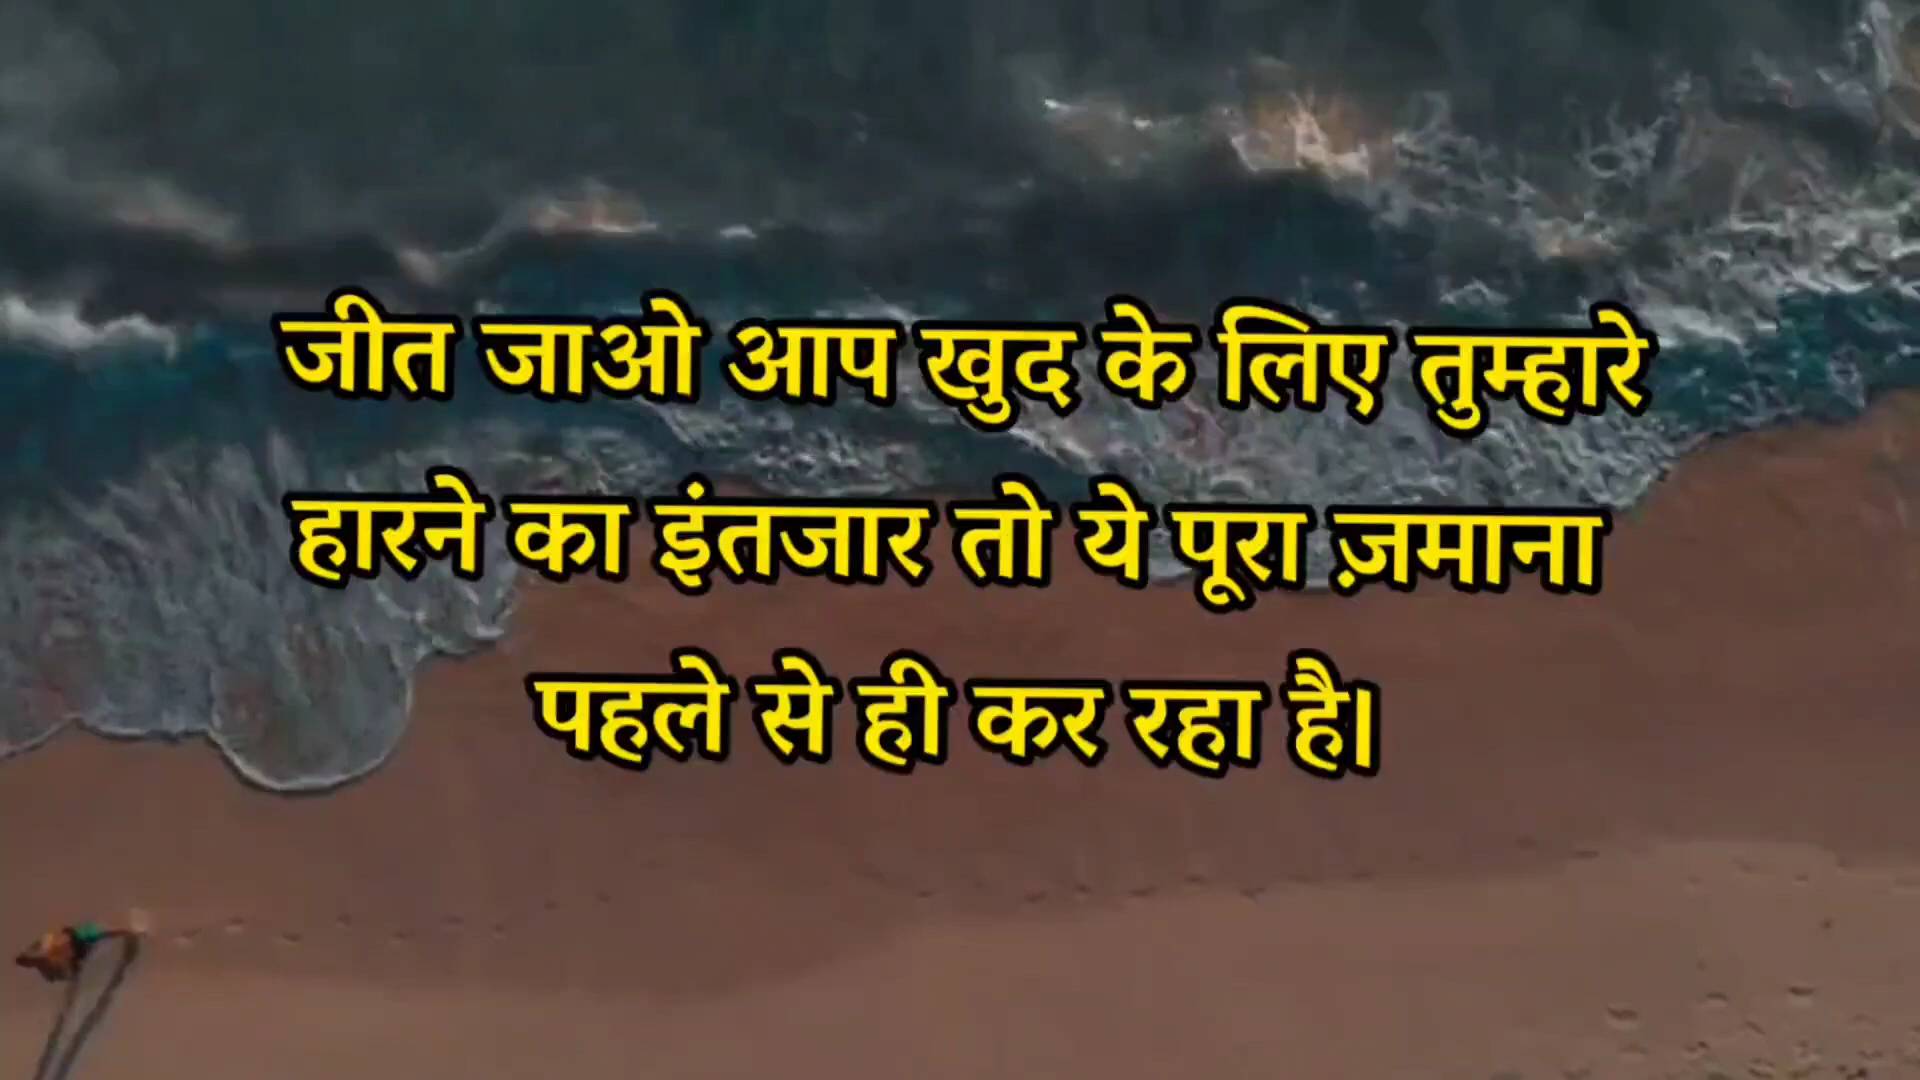 जीत जाओ आप खुद के लिए तुम्हारे
हारने का इंतजार तो ये पूरा ज़माना
पहले से ही कर रहा है।